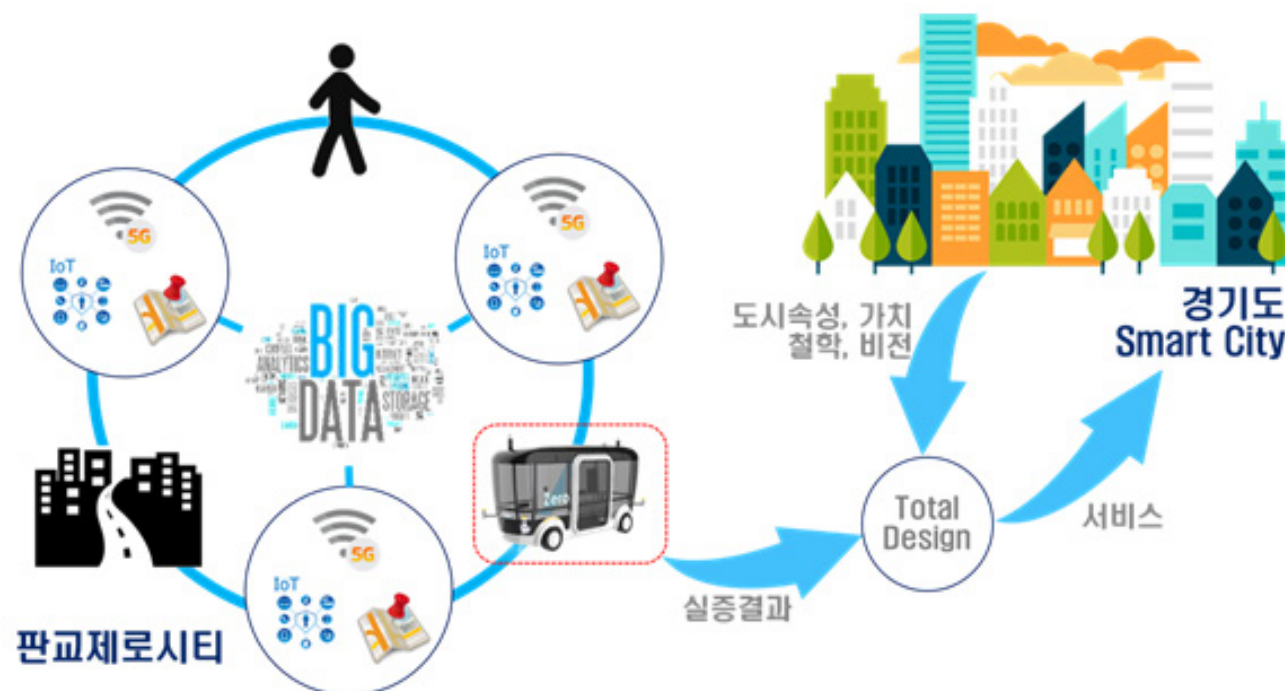 5G
IoT
5G
IoT
BIG
DATA
ANALYTICS
STORAGE
Zero
5G
IoT
판교제로시티
실증결과
Total
Design
도시속성, 가치
철학, 비전
서비스
경기도
Smart City